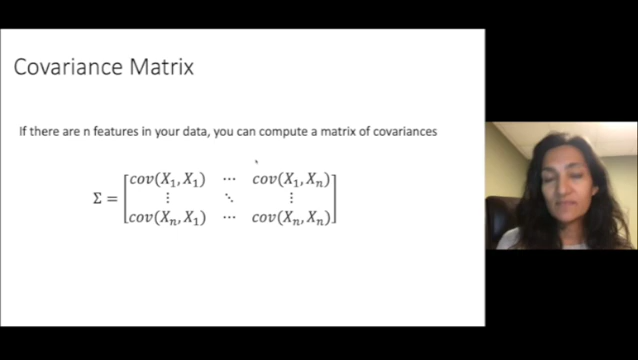 Covariance Matrix
If there are n features in your data, you can compute a matrix of covariances
Σ = [cov(X₁, X₁) ⋯ cov(X₁, Xₙ)
⋮ ⋱ ⋮
cov(Xₙ, X₁) ⋯ cov(Xₙ, Xₙ)]